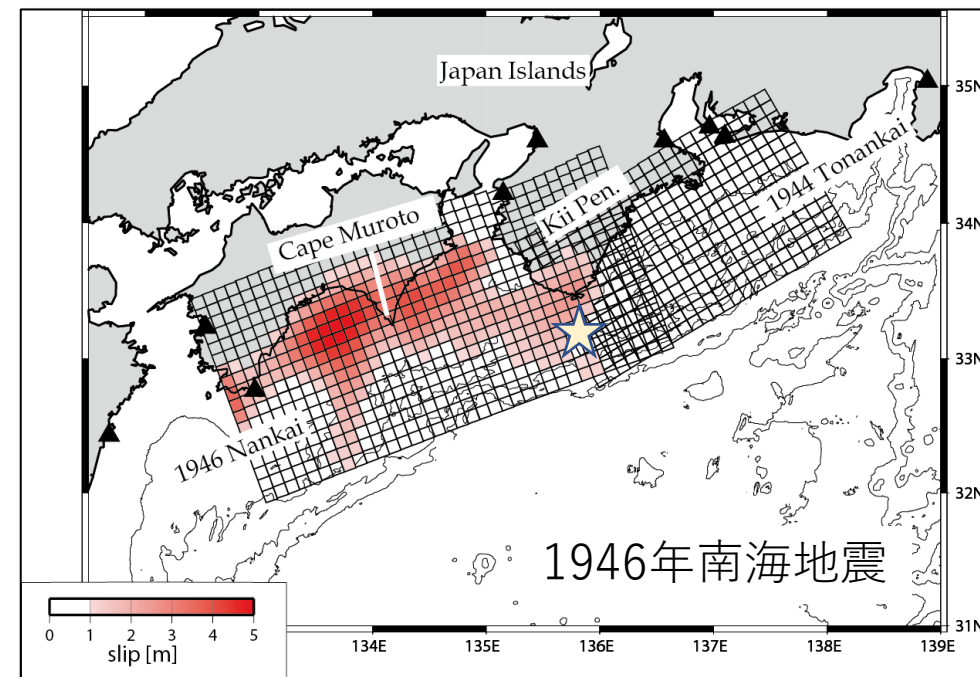 Japan Islands
35N
1944 Tonankai
Kii Pen.
Cape Muroto
34N
33N
1946 Nankai
32N
1946年南海地震
0 1 2 3 4 5
slip [m]
31N
134E 135E 136E 137E 138E 139E